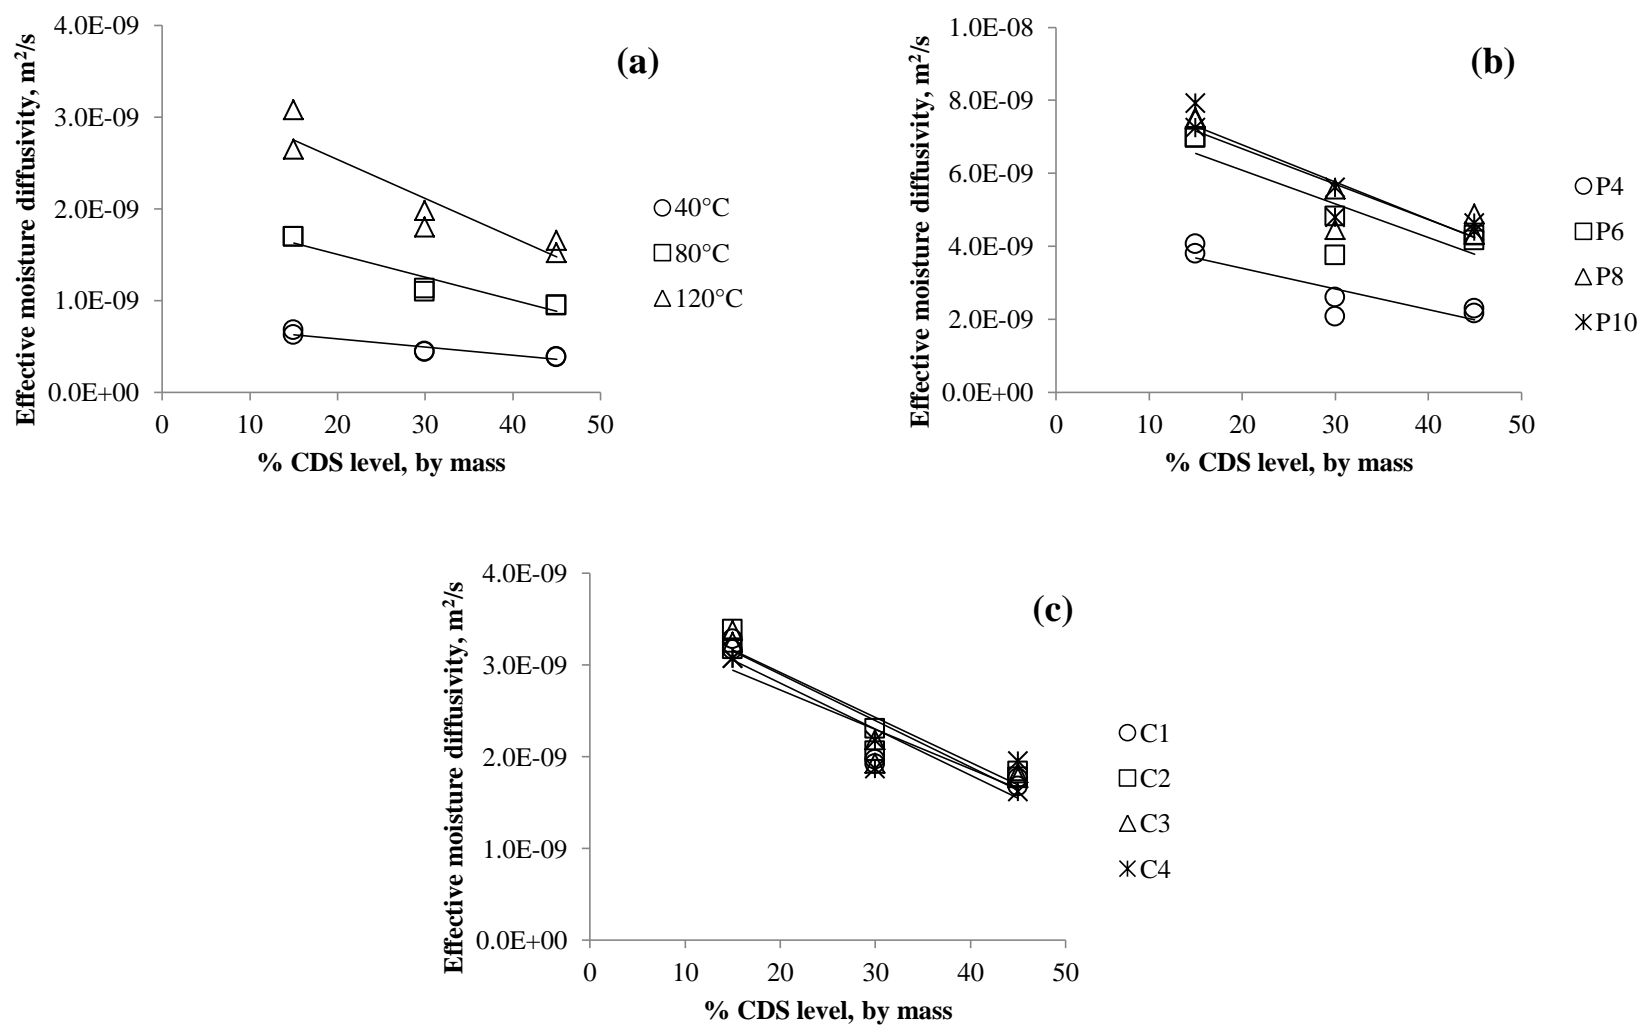 (a)
Effective moisture diffusivity, m²/s
4.0E-09
3.0E-09
2.0E-09
1.0E-09
0.0E+00
0 10 20 30 40 50
% CDS level, by mass
40°C
80°C
120°C
(b)
Effective moisture diffusivity, m²/s
1.0E-08
8.0E-09
6.0E-09
4.0E-09
2.0E-09
0.0E+00
0 10 20 30 40 50
% CDS level, by mass
P4
P6
P8
P10
(c)
Effective moisture diffusivity, m²/s
4.0E-09
3.0E-09
2.0E-09
1.0E-09
0.0E+00
0 10 20 30 40 50
% CDS level, by mass
C1
C2
C3
C4